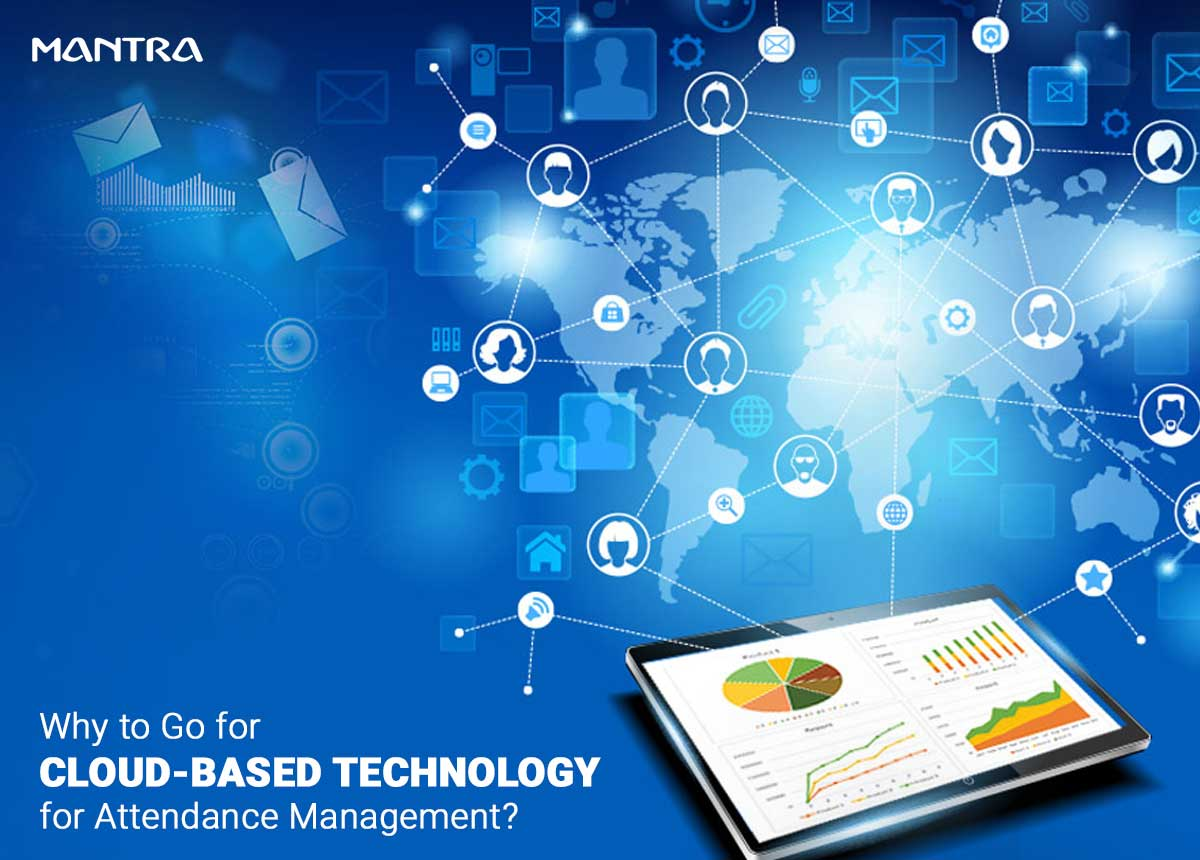 MANTRA
Why to Go for
CLOUD-BASED TECHNOLOGY
for Attendance Management?